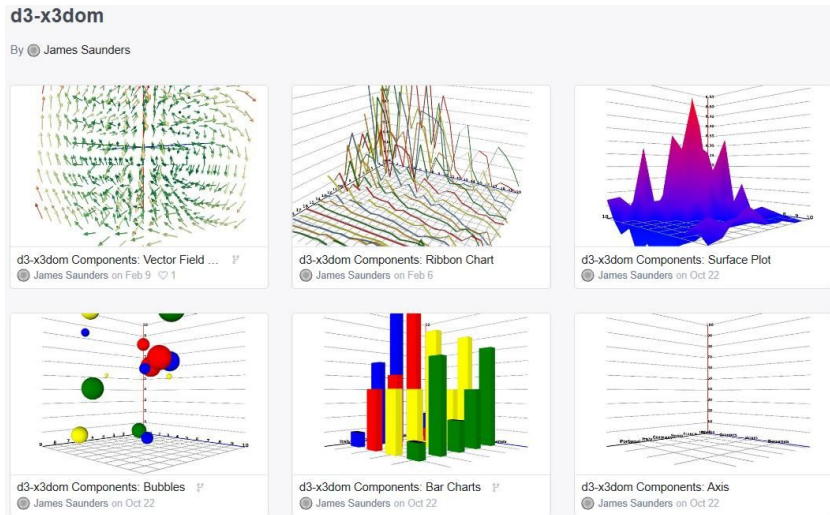 d3-x3dom
By James Saunders
d3-x3dom Components: Vector Field ...
James Saunders on Feb 9 1
d3-x3dom Components: Ribbon Chart
James Saunders on Feb 6
d3-x3dom Components: Surface Plot
James Saunders on Oct 22
d3-x3dom Components: Bubbles
James Saunders on Oct 22
d3-x3dom Components: Bar Charts
James Saunders on Oct 22
d3-x3dom Components: Axis
James Saunders on Oct 22